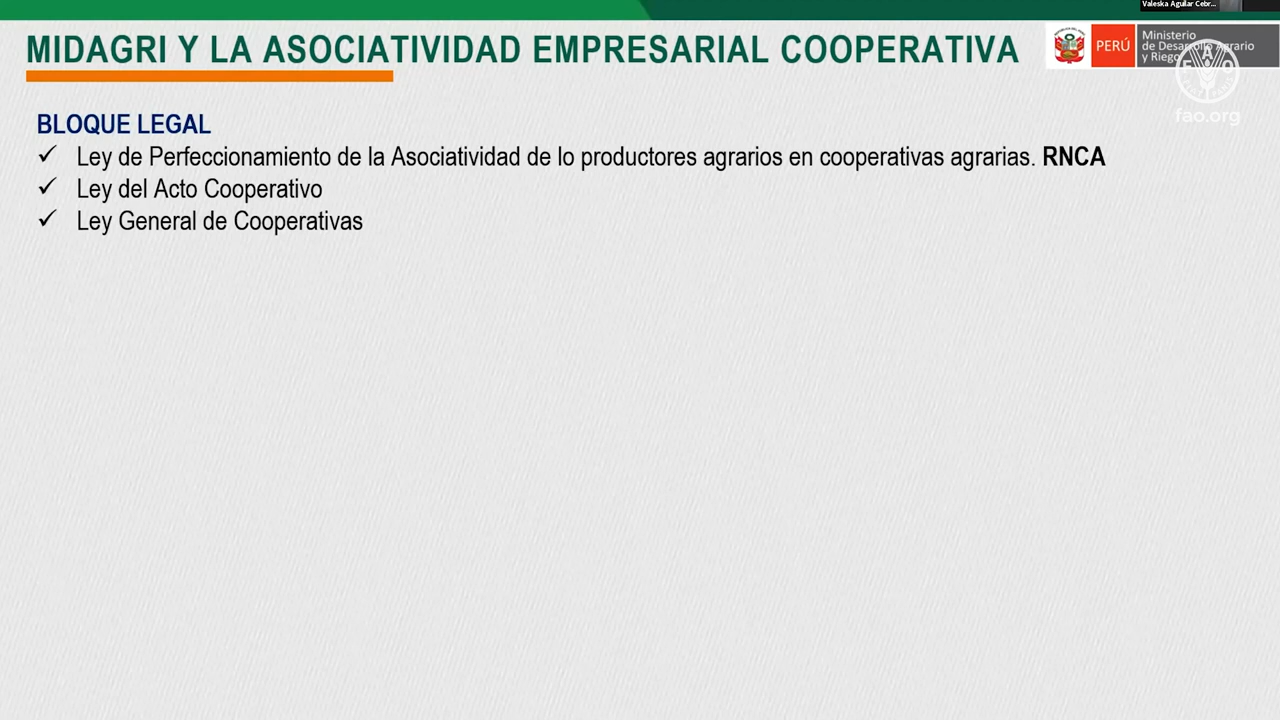 Valeska Aguilar Cebr...
MIDAGRI Y LA ASOCIATIVIDAD EMPRESARIAL COOPERATIVA
PERÚ
Ministerio
de Desarrollo Agrario
y Riego
FAO
fao.org
BLOQUE LEGAL
✓ Ley de Perfeccionamiento de la Asociatividad de lo productores agrarios en cooperativas agrarias. RNCA
✓ Ley del Acto Cooperativo
✓ Ley General de Cooperativas